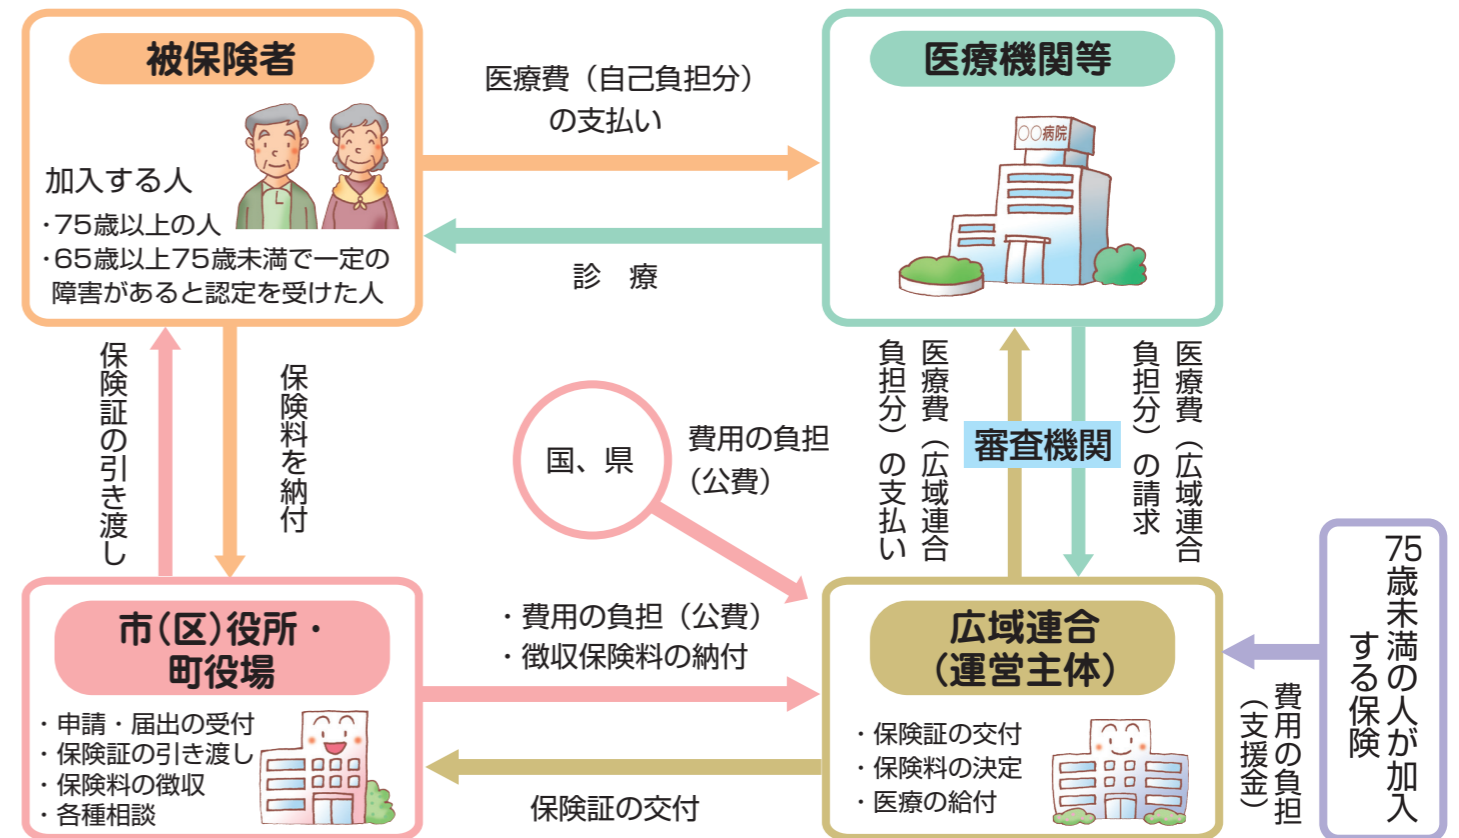 被保険者
加入する人
・75歳以上の人
・65歳以上75歳未満で一定の
障害があると認定を受けた人
医療費（自己負担分）
の支払い
診　療
医療機関等
〇〇病院
保険証の引き渡し
保険料を納付
国、県
費用の負担
（公費）
医療費（広域連合
負担分）の支払い
審査機関
医療費（広域連合
負担分）の請求
市（区）役所・
町役場
・申請・届出の受付
・保険証の引き渡し
・保険料の徴収
・各種相談
・費用の負担（公費）
・徴収保険料の納付
保険証の交付
広域連合
（運営主体）
・保険証の交付
・保険料の決定
・医療の給付
費用の負担
（支援金）
75歳未満の人が加入
する保険